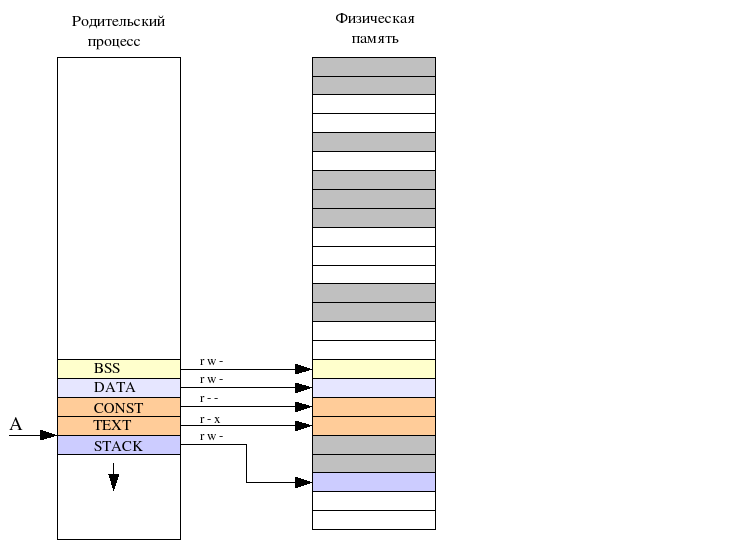 Родительский
процесс
Физическая
память
BSS
r w -
DATA
r w -
CONST
r - -
TEXT
r - x
A
STACK
r w -